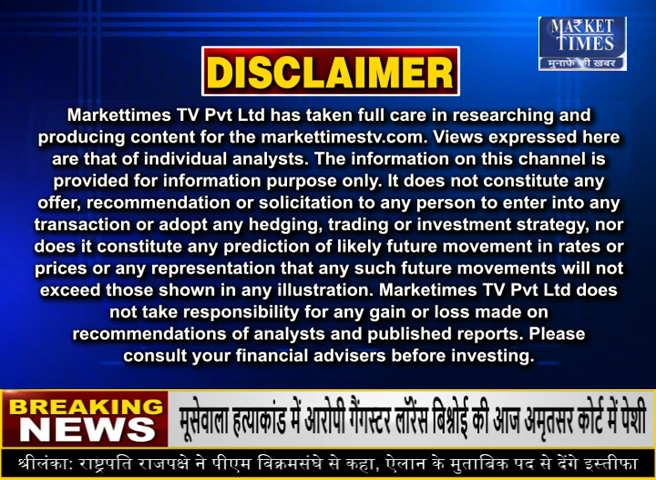 MARKET
TIMES
मुनाफे की ख़बर
DISCLAIMER
Markettimes TV Pvt Ltd has taken full care in researching and
producing content for the markettimestv.com. Views expressed here
are that of individual analysts. The information on this channel is
provided for information purpose only. It does not constitute any
offer, recommendation or solicitation to any person to enter into any
transaction or adopt any hedging, trading or investment strategy, nor
does it constitute any prediction of likely future movement in rates or
prices or any representation that any such future movements will not
exceed those shown in any illustration. Marketimes TV Pvt Ltd does
not take responsibility for any gain or loss made on
recommendations of analysts and published reports. Please
consult your financial advisers before investing.
BREAKING
NEWS
मूसेवाला हत्याकांड में आरोपी गैंगस्टर लॉरेंस बिश्नोई की आज अमृतसर कोर्ट में पेशी
श्रीलंका: राष्ट्रपति राजपक्षे ने पीएम विक्रमसंघे से कहा, ऐलान के मुताबिक पद से देंगे इस्तीफा